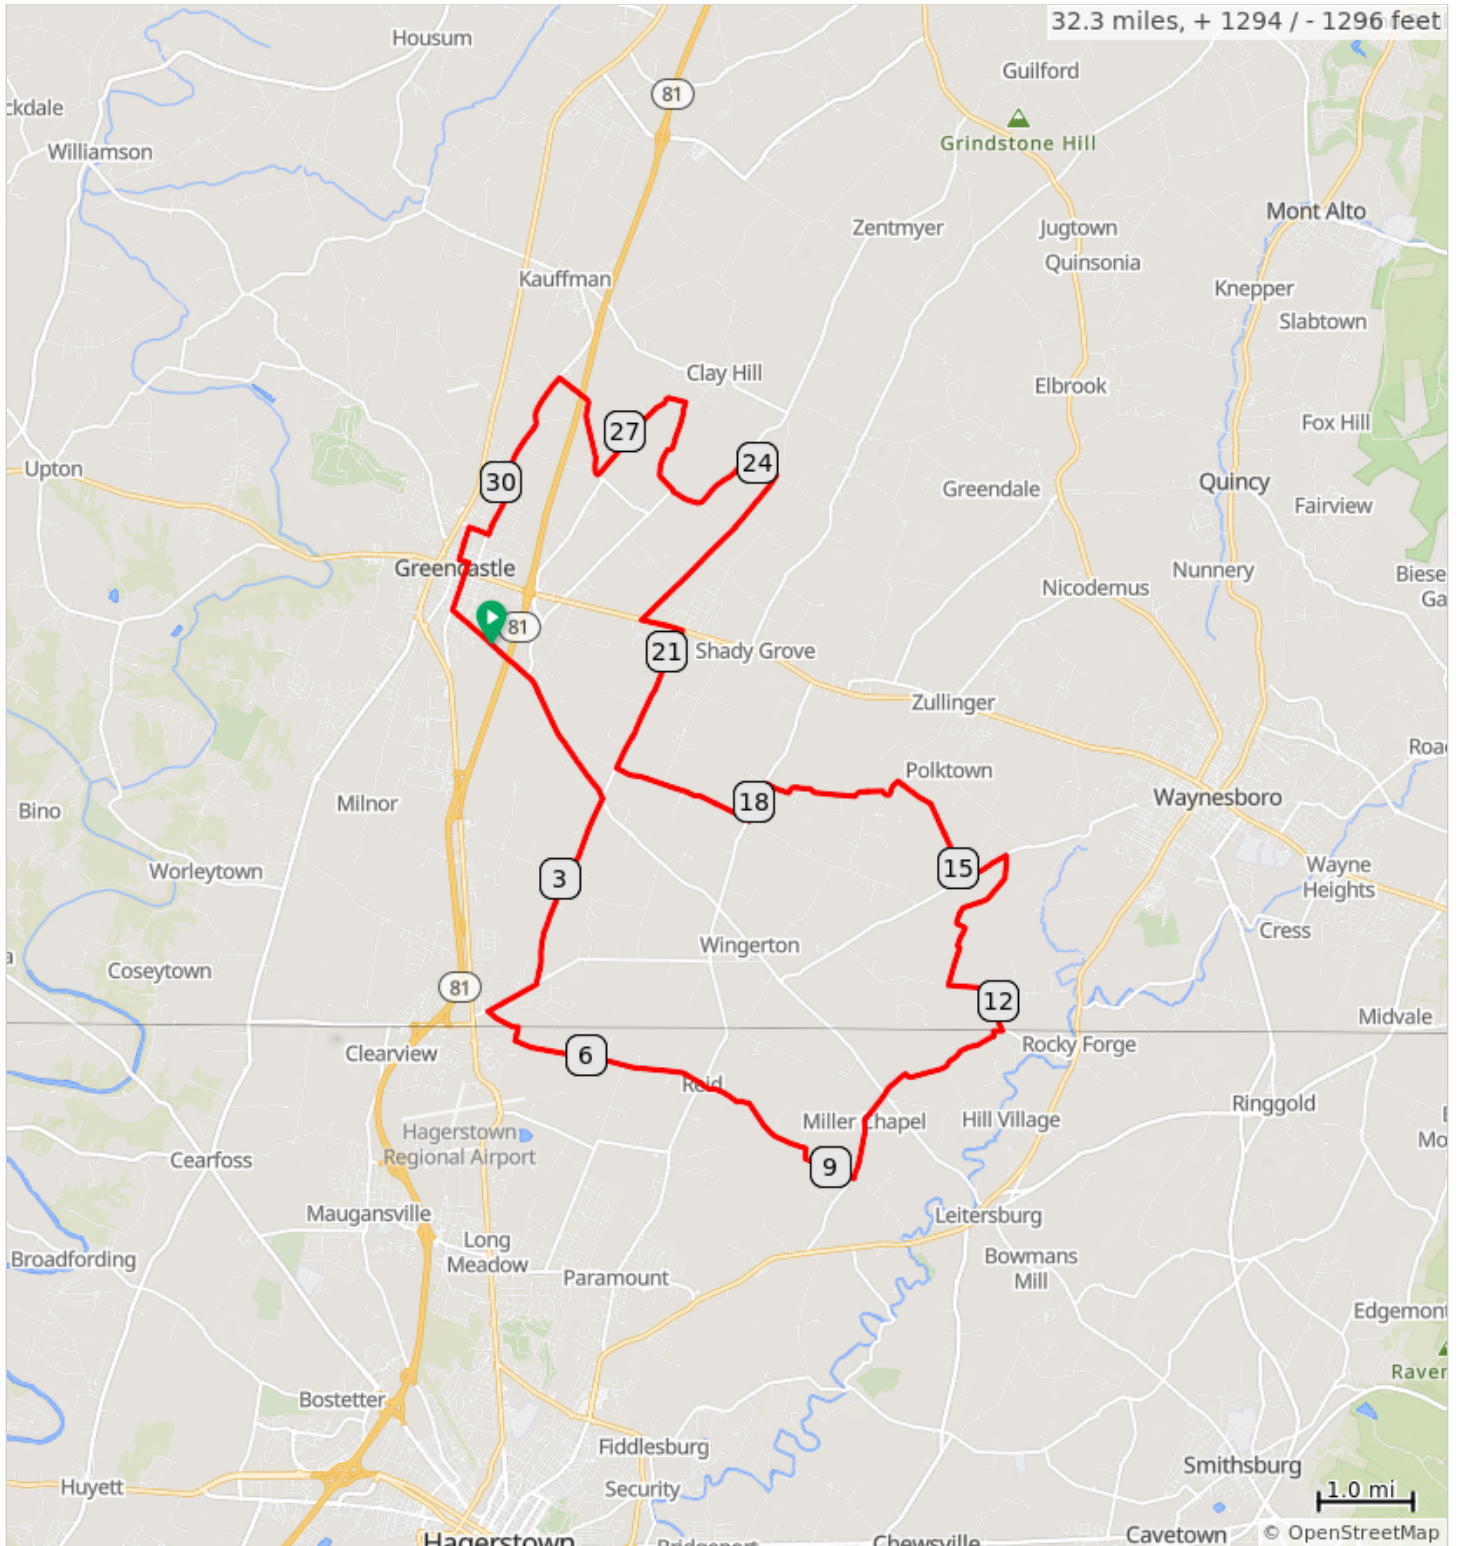 32.3 miles, + 1294 / - 1296 feet
Housum
Guilford
81
ckdale
Grindstone Hill
Williamson
Mont Alto
Zentmyer
Jugtown
Quinsonia
Kauffman
Knepper
Slabtown
Clay Hill
Elbrook
Fox Hill
27
24
Upton
30
Greendale
Quincy
Fairview
Greencastle
Nunnery
Biese
Ga
Nicodemus
81
21
Shady Grove
Zullinger
Roa
Polktown
Milnor
18
Waynesboro
Bino
Worleytown
3
15
Wayne
Heights
Cress
Wingerton
a
Coseytown
81
12
Midvale
Clearview
6
Rocky Forge
Reid
Ringgold
Miller Chapel
Hill Village
Mo
Hagerstown
Regional Airport
Cearfoss
9
Maugansville
Leitersburg
Long
Meadow
Broadfording
Bowmans
Mill
Paramount
Edgemont
Raver
Bostetter
Fiddlesburg
Smithsburg
Huyett
Security
1.0 mi
Hagerstown
Bridgeport
Chewsville
Cavetown
© OpenStreetMap